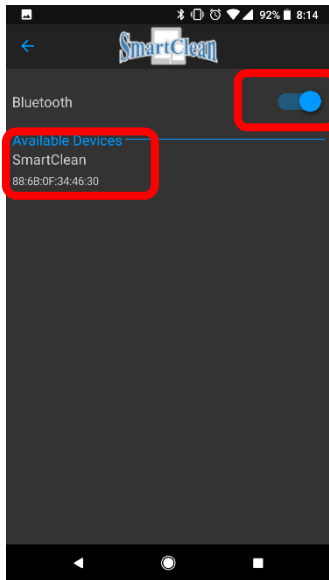 92% 8:14
SmartClean
Bluetooth
Available Devices
SmartClean
88:6B:0F:34:46:30